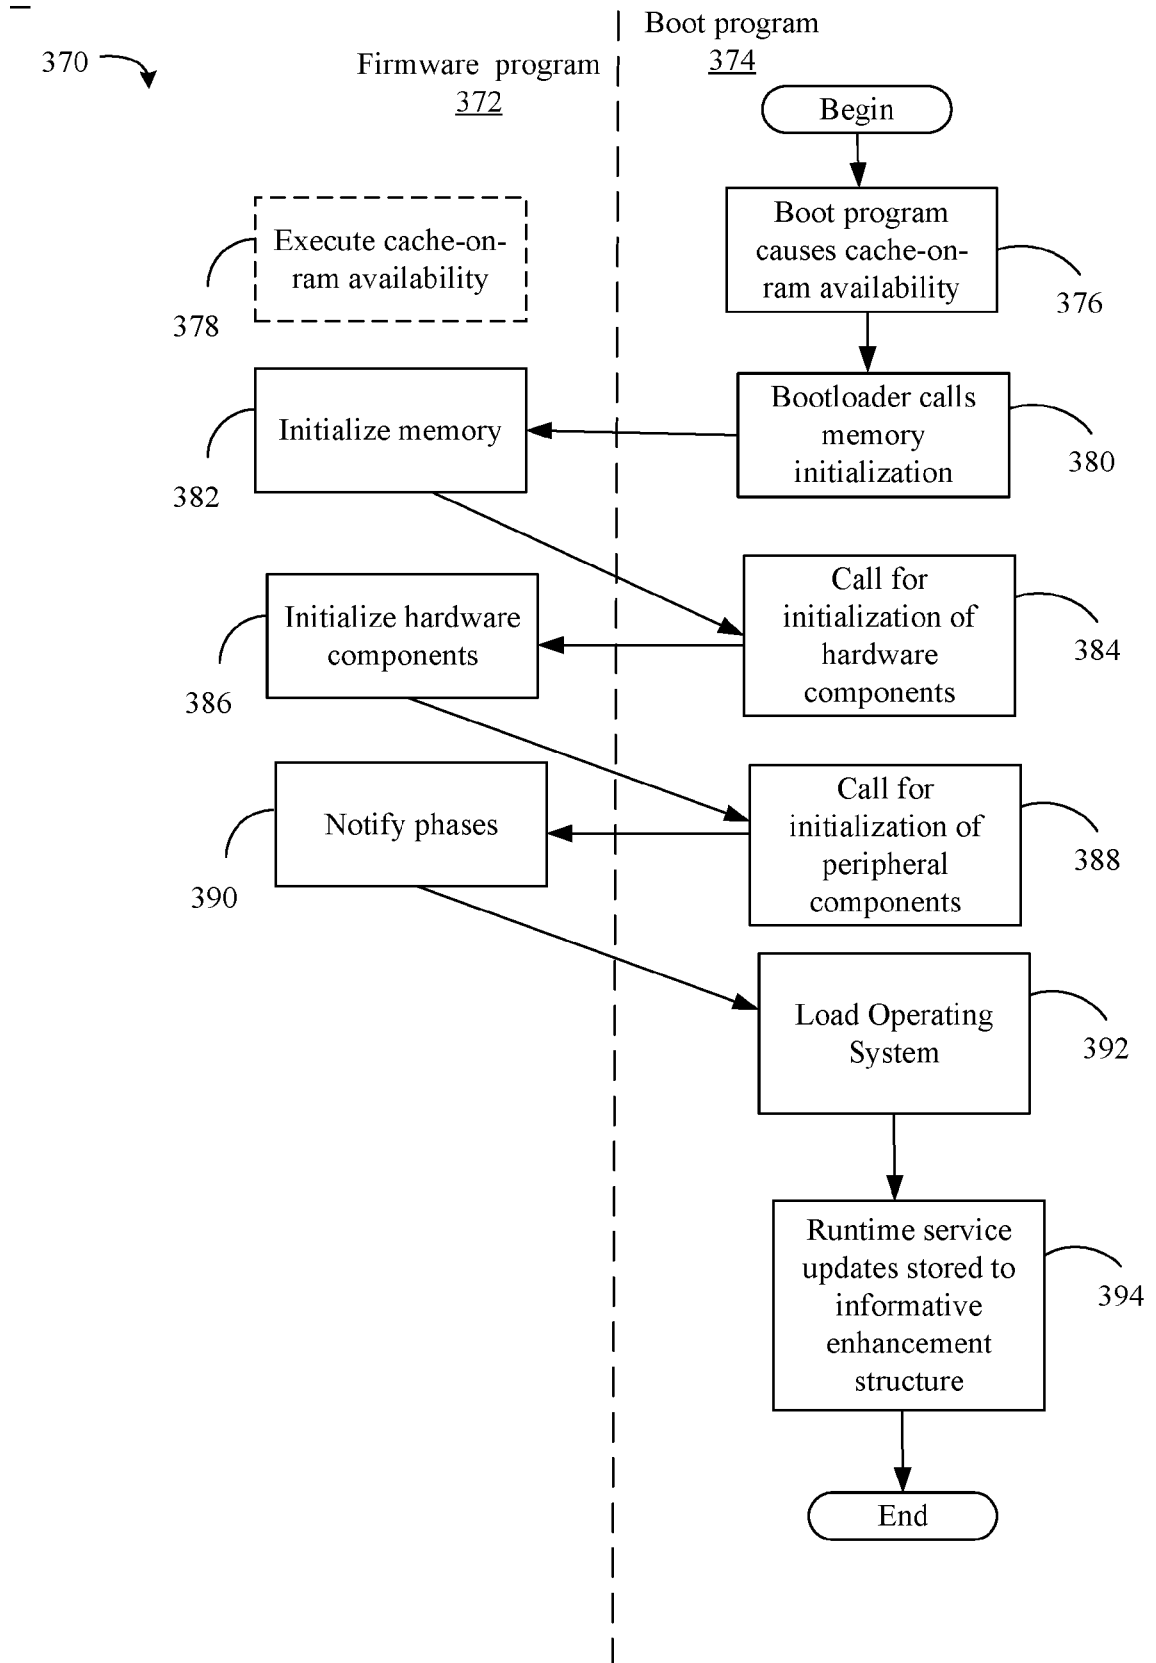 370
Firmware program
372
Boot program
374
Begin
Boot program
causes cache-on-
ram availability
376
Execute cache-on-
ram availability
378
Bootloader calls
memory
initialization
380
Initialize memory
382
Call for
initialization of
hardware
components
384
Initialize hardware
components
386
Call for
initialization of
peripheral
components
388
Notify phases
390
Load Operating
System
392
Runtime service
updates stored to
informative
enhancement
structure
394
End